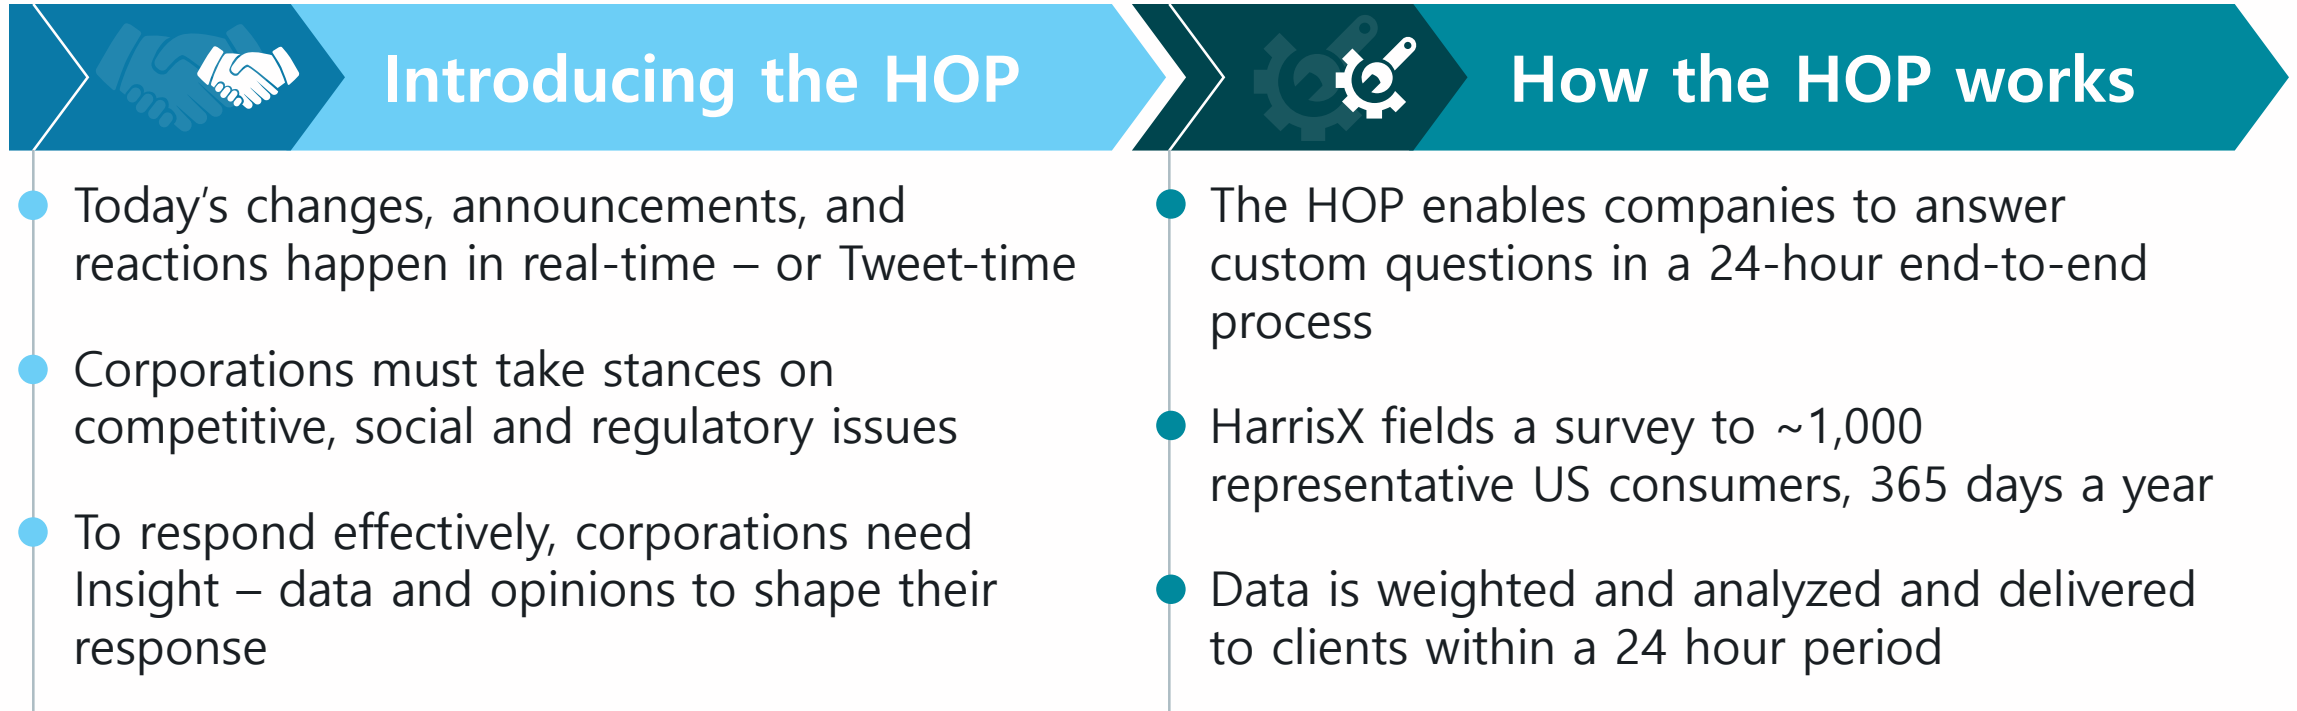 Introducing the HOP
Today’s changes, announcements, and
reactions happen in real-time – or Tweet-time
Corporations must take stances on
competitive, social and regulatory issues
To respond effectively, corporations need
Insight – data and opinions to shape their
response
How the HOP works
The HOP enables companies to answer
custom questions in a 24-hour end-to-end
process
HarrisX fields a survey to ~1,000
representative US consumers, 365 days a year
Data is weighted and analyzed and delivered
to clients within a 24 hour period